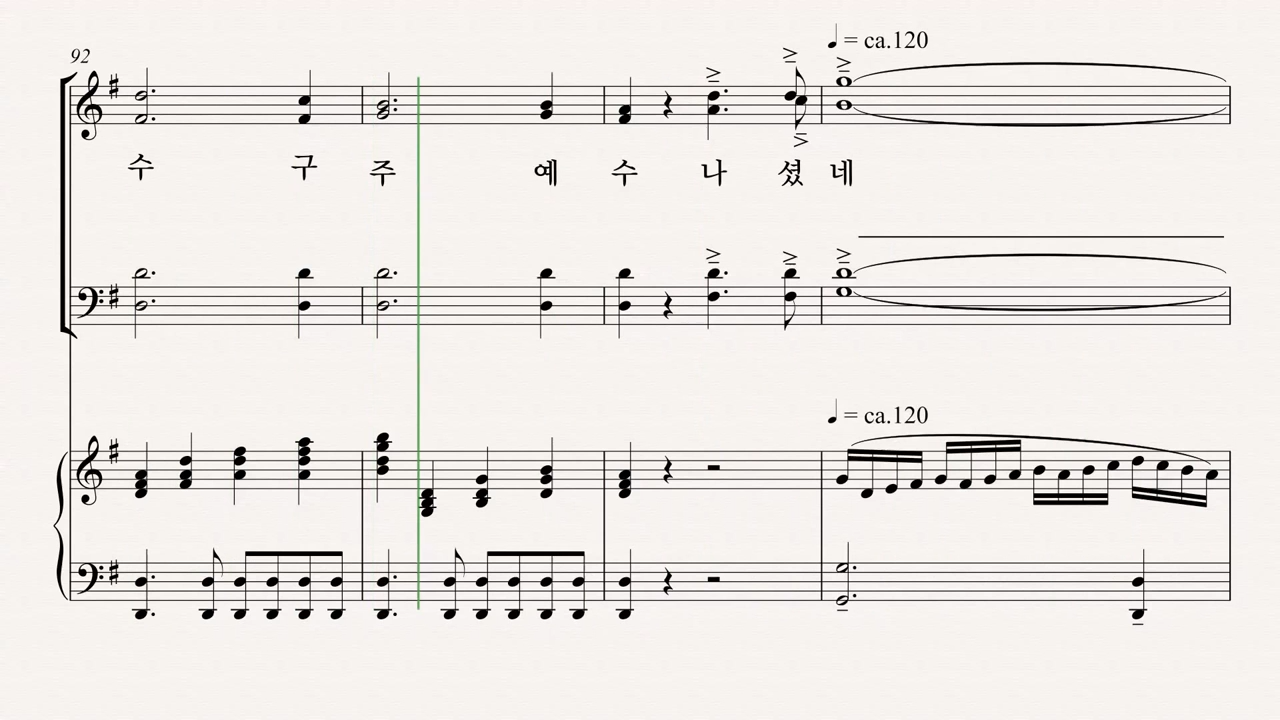 92
♩ = ca.120
수 구 주 예 수 나 셨 네
♩ = ca.120